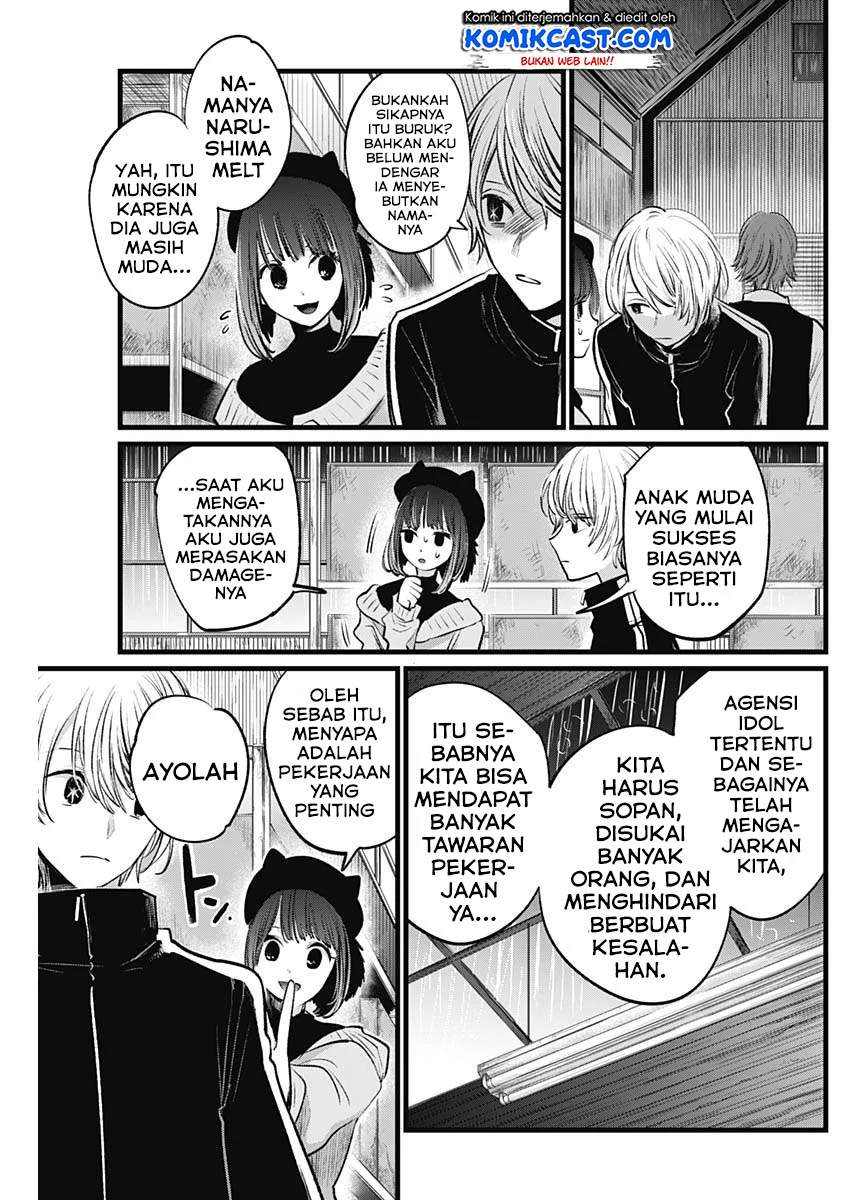 Komik ini diterjemahkan & diedit oleh
KOMIKCAST.COM
BUKAN WEB LAIN!!
BUKANKAH
SIKAPNYA
ITU BURUK?
BAHKAN AKU
BELUM MEN-
DENGAR
IA MENYE-
BUTKAN
NAMA-
NYA
NA-
MANYA
NARU-
SHIMA
MELT
YAH, ITU
MUNGKIN
KARENA
DIA JUGA
MASIH
MUDA...
ANAK MUDA
YANG MULAI
SUKSES
BIASANYA
SEPERTI
ITU...
...SAAT AKU
MENGA-
TAKANNYA
AKU JUGA
MERASAKAN
DAMAGE-
NYA
AGENSI
IDOL
TERTENTU
DAN SE-
BAGAINYA
TELAH
MENGA-
JARKAN
KITA,
KITA
HARUS
SOPAN,
DISUKAI
BANYAK
ORANG, DAN
MENGHINDARI
BERBUAT
KESALA-
HAN.
ITU SE-
BABNYA
KITA BISA
MENDAPAT
BANYAK
TAWARAN
PEKER-
JAAN
YA...
OLEH
SEBAB ITU,
MENYAPA
ADALAH
PEKERJAAN
YANG
PENTING
AYOLAH
トン